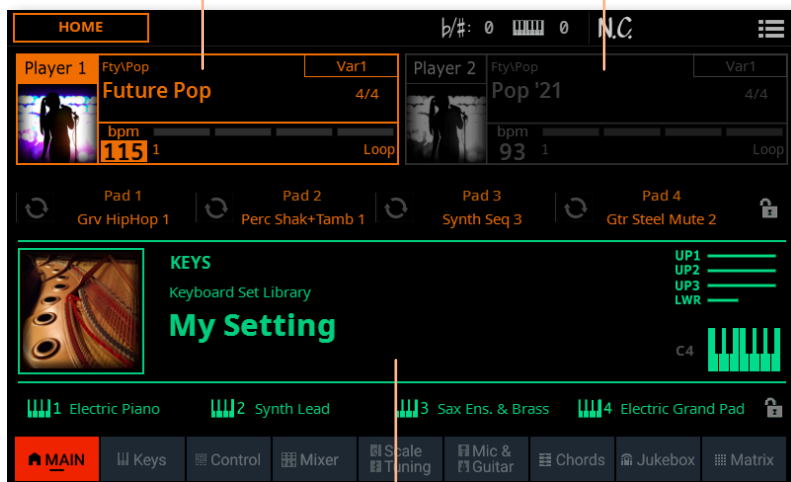 HOME
b/#: 0 0 N.C.
Player 1 Fty\Pop Var1
Future Pop 4/4
bpm
115 1 Loop
Player 2 Fty\Pop Var1
Pop '21 4/4
bpm
93 1 Loop
Pad 1
Grv HipHop 1
Pad 2
Perc Shak+Tamb 1
Pad 3
Synth Seq 3
Pad 4
Gtr Steel Mute 2
KEYS
Keyboard Set Library
My Setting
UP1
UP2
UP3
LWR
C4
1 Electric Piano
2 Synth Lead
3 Sax Ens. & Brass
4 Electric Grand Pad
MAIN
Keys
Control
Mixer
Scale
Tuning
Mic &
Guitar
Chords
Jukebox
Matrix